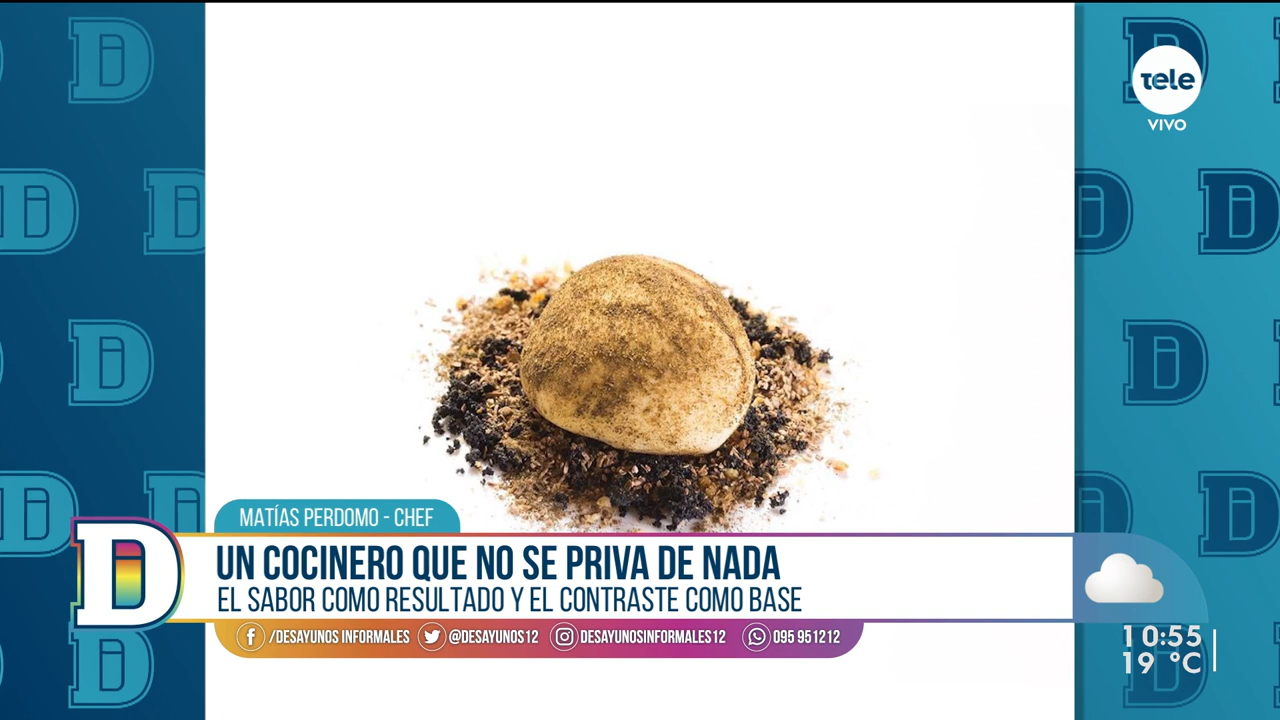 tele
VIVO
MATÍAS PERDOMO - CHEF
UN COCINERO QUE NO SE PRIVA DE NADA
EL SABOR COMO RESULTADO Y EL CONTRASTE COMO BASE
/DESAYUNOS INFORMALES @DESAYUNOS12 DESAYUNOSINFORMALES12 095 951212
10:55
19 °C